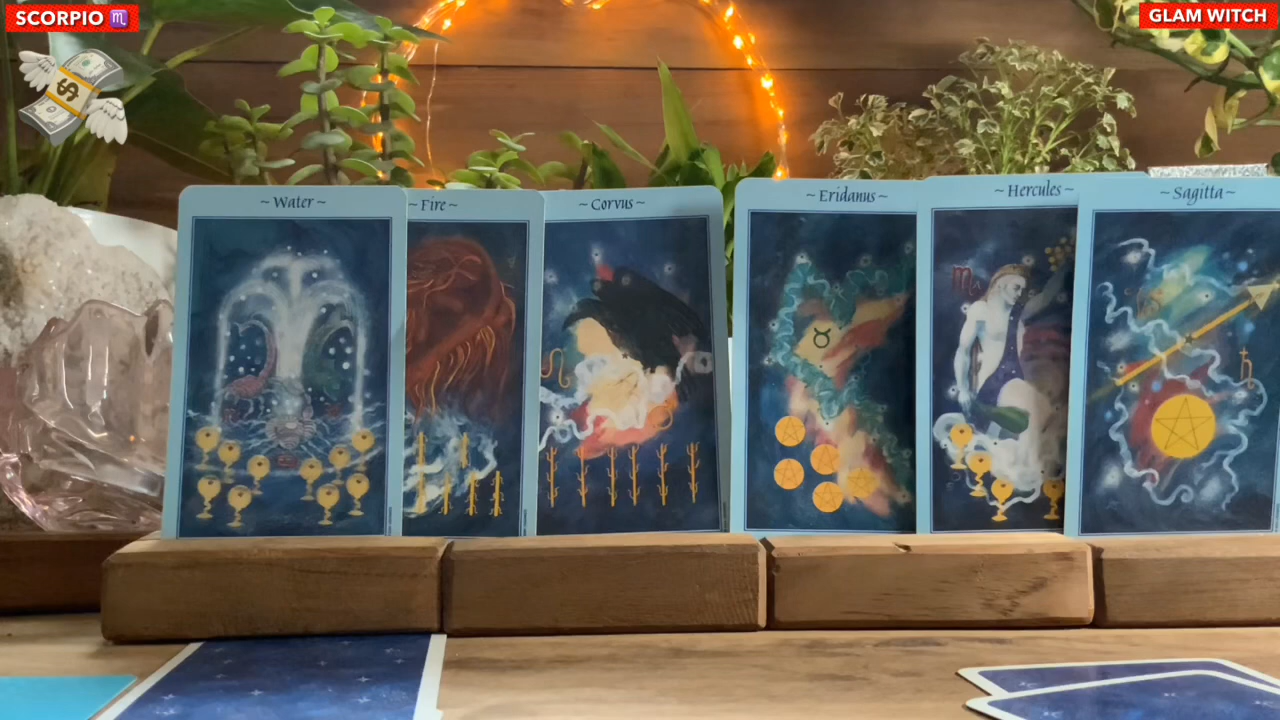 SCORPIO ♏
GLAM WITCH
~ Water ~
~ Fire ~
~ Corvus ~
~ Eridanus ~
~ Hercules ~
~ Sagitta ~